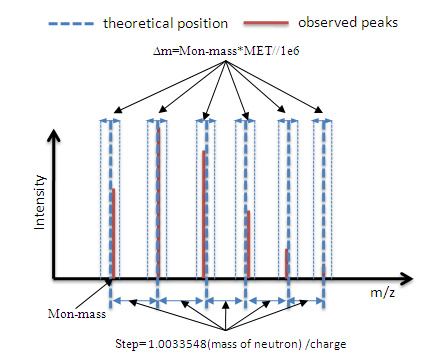 theoretical position observed peaks
Δm=Mon-mass*MET//1e6
Intensity
m/z
Mon-mass
Step=1.0033548(mass of neutron) /charge